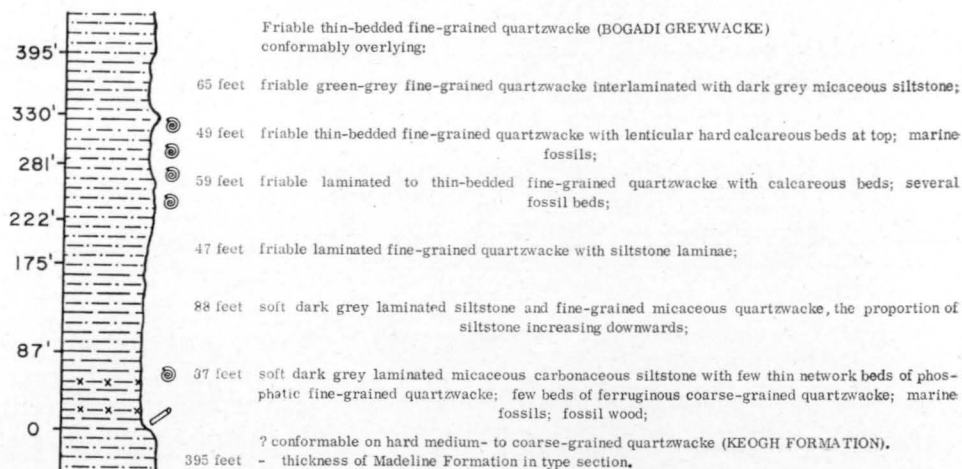 Friable thin-bedded fine-grained quartzwacke (BOGADI GREYWACKE)
395'
conformably overlying:
65 feet friable green-grey fine-grained quartzwacke interlaminated with dark grey micaceous siltstone;
330'
49 feet friable thin-bedded fine-grained quartzwacke with lenticular hard calcareous beds at top; marine
fossils;
281'
59 feet friable laminated to thin-bedded fine-grained quartzwacke with calcareous beds; several
fossil beds;
222'
47 feet friable laminated fine-grained quartzwacke with siltstone laminae;
175'
88 feet soft dark grey laminated siltstone and fine-grained micaceous quartzwacke, the proportion of
siltstone increasing downwards;
87'
37 feet soft dark grey laminated micaceous carbonaceous siltstone with few thin network beds of phos-
phatic fine-grained quartzwacke; few beds of ferruginous coarse-grained quartzwacke; marine
fossils; fossil wood;
0
? conformable on hard medium- to coarse-grained quartzwacke (KEOGH FORMATION).
395 feet - thickness of Madeline Formation in type section.